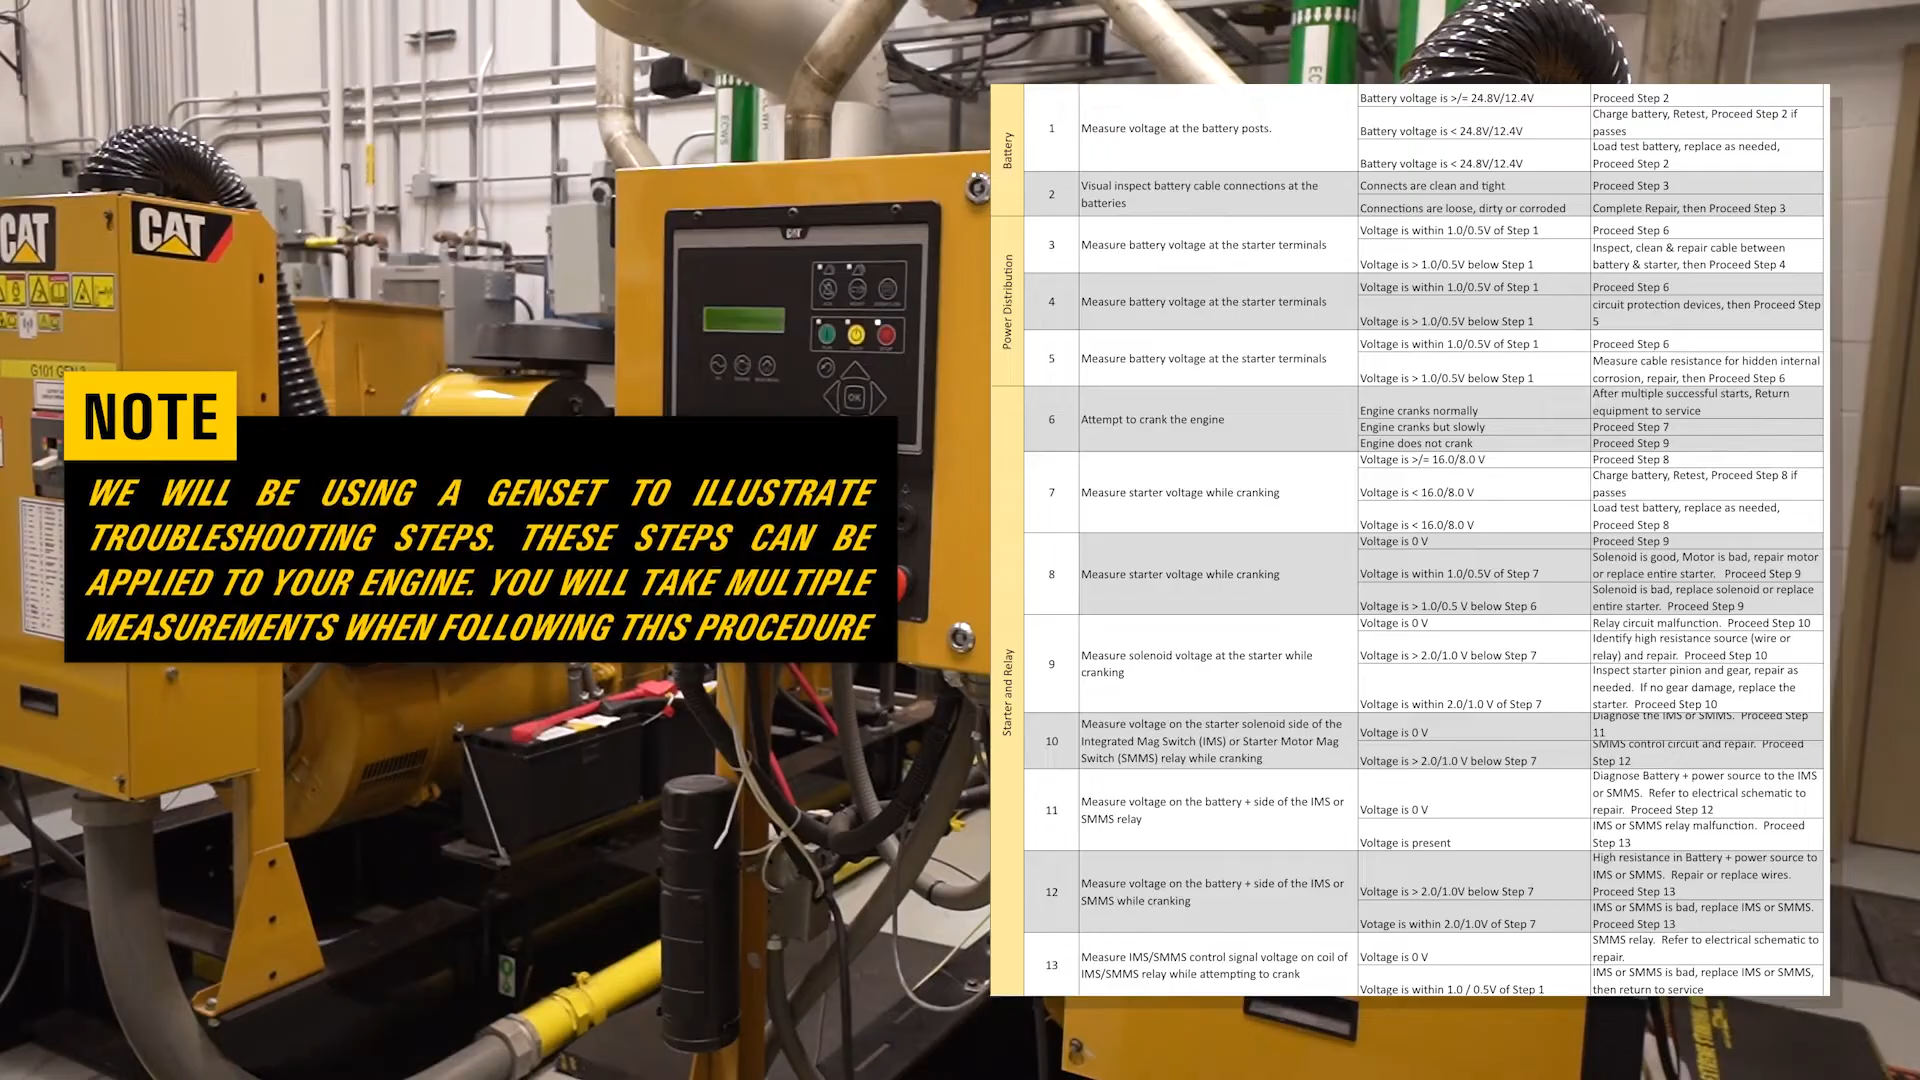 CAT
CAT
CAT
G101 GEN 2
OK
NOTE
WE WILL BE USING A GENSET TO ILLUSTRATE
TROUBLESHOOTING STEPS. THESE STEPS CAN BE
APPLIED TO YOUR ENGINE. YOU WILL TAKE MULTIPLE
MEASUREMENTS WHEN FOLLOWING THIS PROCEDURE
Battery
1
Measure voltage at the battery posts.
Battery voltage is >/= 24.8V/12.4V
Proceed Step 2
Battery voltage is < 24.8V/12.4V
Charge battery, Retest, Proceed Step 2 if
passes
Battery voltage is < 24.8V/12.4V
Load test battery, replace as needed,
Proceed Step 2
2
Visual inspect battery cable connections at the
batteries
Connects are clean and tight
Proceed Step 3
Connections are loose, dirty or corroded
Complete Repair, then Proceed Step 3
Power Distribution
3
Measure battery voltage at the starter terminals
Voltage is within 1.0/0.5V of Step 1
Proceed Step 6
Voltage is > 1.0/0.5V below Step 1
Inspect, clean & repair cable between
battery & starter, then Proceed Step 4
4
Measure battery voltage at the starter terminals
Voltage is within 1.0/0.5V of Step 1
Proceed Step 6
Voltage is > 1.0/0.5V below Step 1
circuit protection devices, then Proceed Step
5
5
Measure battery voltage at the starter terminals
Voltage is within 1.0/0.5V of Step 1
Proceed Step 6
Voltage is > 1.0/0.5V below Step 1
Measure cable resistance for hidden internal
corrosion, repair, then Proceed Step 6
Starter and Relay
6
Attempt to crank the engine
Engine cranks normally
After multiple successful starts, Return
equipment to service
Engine cranks but slowly
Proceed Step 7
Engine does not crank
Proceed Step 9
7
Measure starter voltage while cranking
Voltage is >/= 16.0/8.0 V
Proceed Step 8
Voltage is < 16.0/8.0 V
Charge battery, Retest, Proceed Step 8 if
passes
Voltage is < 16.0/8.0 V
Load test battery, replace as needed,
Proceed Step 8
8
Measure starter voltage while cranking
Voltage is 0 V
Proceed Step 9
Voltage is within 1.0/0.5V of Step 7
Solenoid is good, Motor is bad, repair motor
or replace entire starter. Proceed Step 9
Voltage is > 1.0/0.5 V below Step 6
Solenoid is bad, replace solenoid or replace
entire starter. Proceed Step 9
9
Measure solenoid voltage at the starter while
cranking
Voltage is 0 V
Relay circuit malfunction. Proceed Step 10
Voltage is > 2.0/1.0 V below Step 7
Identify high resistance source (wire or
relay) and repair. Proceed Step 10
Voltage is within 2.0/1.0 V of Step 7
Inspect starter pinion and gear, repair as
needed. If no gear damage, replace the
starter. Proceed Step 10
10
Measure voltage on the starter solenoid side of the
Integrated Mag Switch (IMS) or Starter Motor Mag
Switch (SMMS) relay while cranking
Voltage is 0 V
Diagnose the IMS or SMMS. Proceed Step
11
Voltage is > 2.0/1.0 V below Step 7
SMMS control circuit and repair. Proceed
Step 12
11
Measure voltage on the battery + side of the IMS or
SMMS relay
Voltage is 0 V
Diagnose Battery + power source to the IMS
or SMMS. Refer to electrical schematic to
repair. Proceed Step 12
Voltage is present
IMS or SMMS relay malfunction. Proceed
Step 13
12
Measure voltage on the battery + side of the IMS or
SMMS while cranking
Voltage is > 2.0/1.0V below Step 7
High resistance in Battery + power source to
IMS or SMMS. Repair or replace wires.
Proceed Step 13
Votage is within 2.0/1.0V of Step 7
IMS or SMMS is bad, replace IMS or SMMS.
Proceed Step 13
13
Measure IMS/SMMS control signal voltage on coil of
IMS/SMMS relay while attempting to crank
Voltage is 0 V
SMMS relay. Refer to electrical schematic to
repair.
Voltage is within 1.0 / 0.5V of Step 1
IMS or SMMS is bad, replace IMS or SMMS,
then return to service